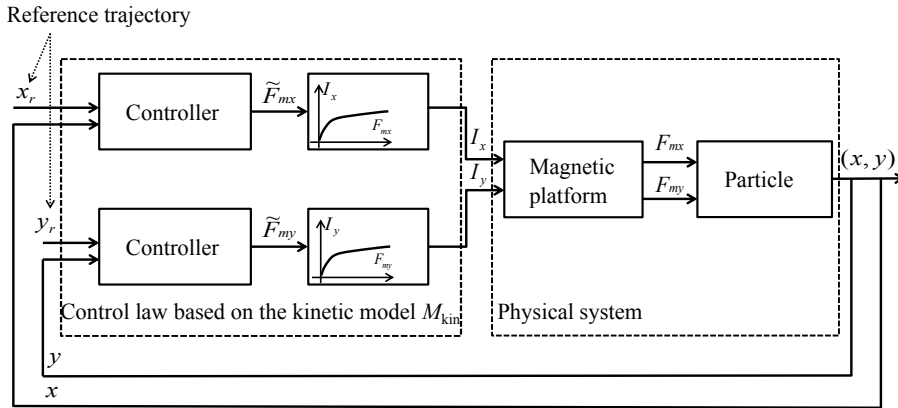 Reference trajectory
x_r
Controller
F̃_mx
I_x
F_mx
I_x
I_y
Magnetic
platform
F_mx
F_my
Particle
(x, y)
y_r
Controller
F̃_my
I_y
F_my
Control law based on the kinetic model M_kin
Physical system
y
x